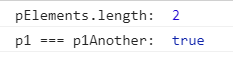 pElements.length: 2
p1 === p1Another: true